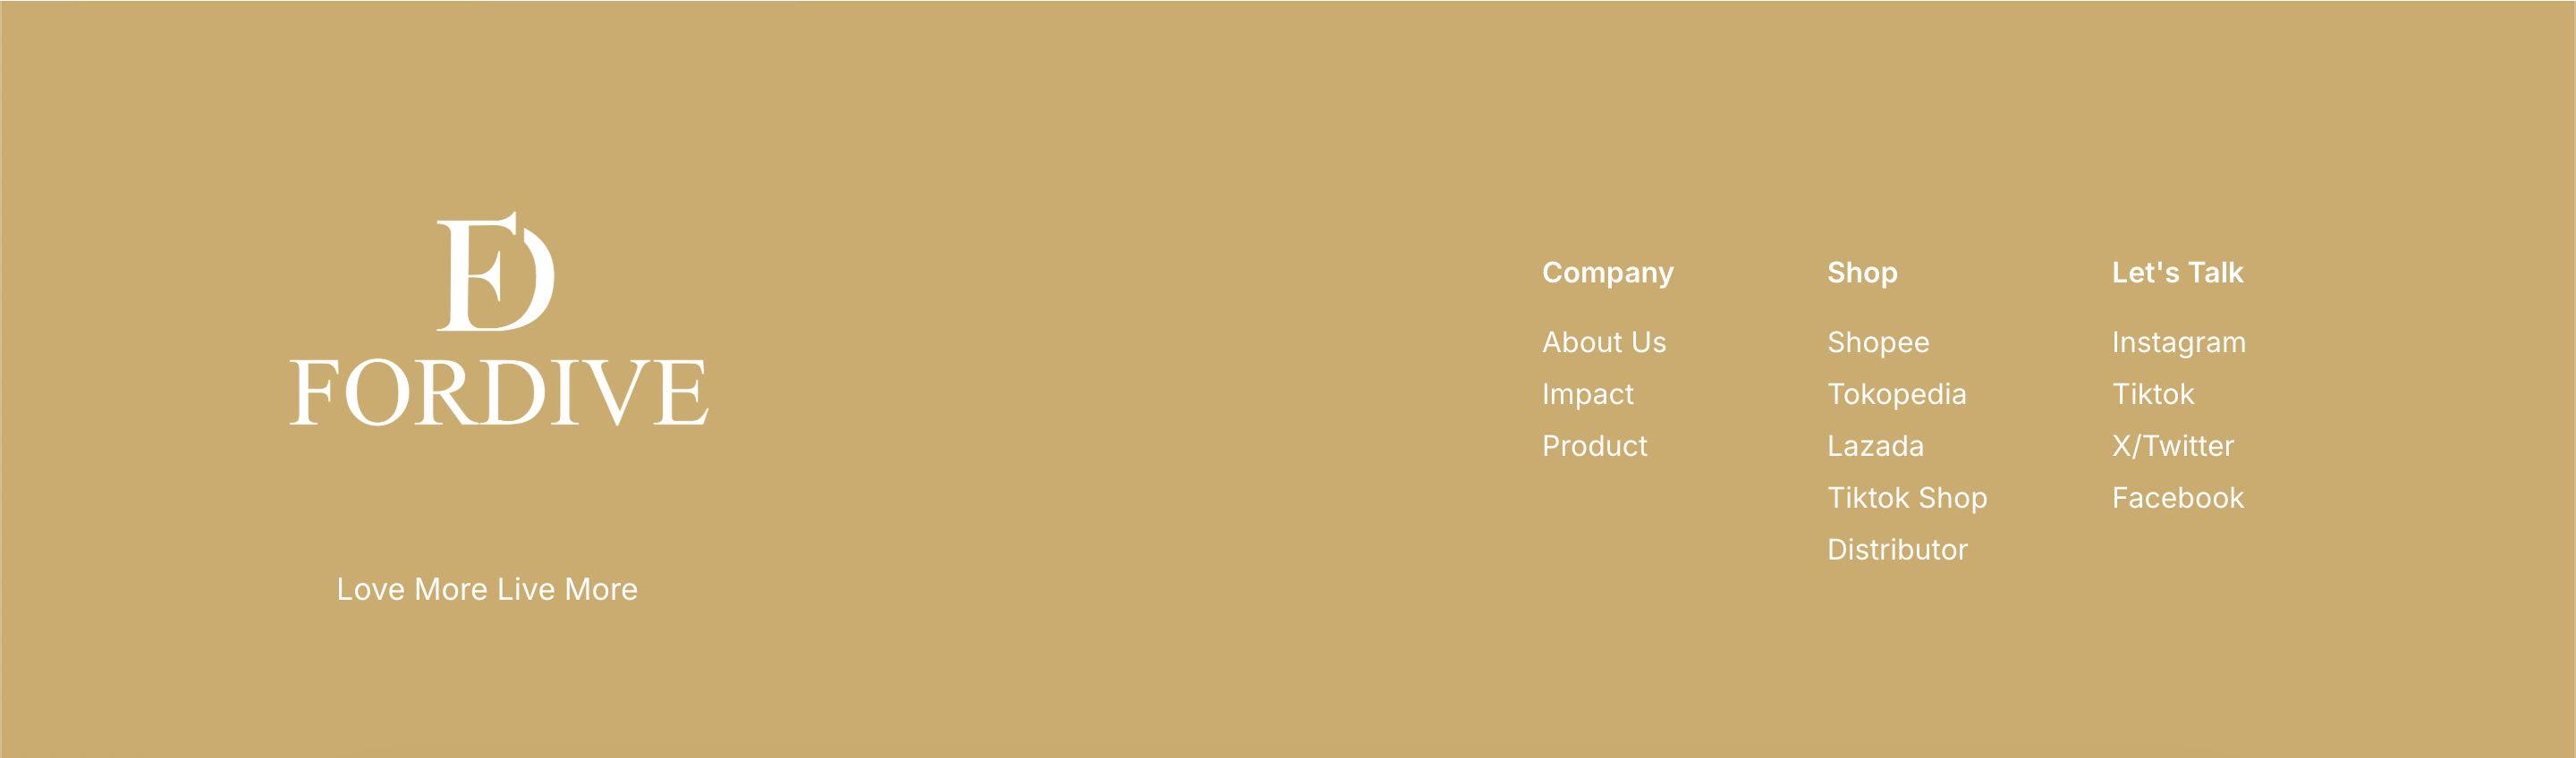 FD
FORDIVE
Love More Live More
Company
About Us
Impact
Product
Shop
Shopee
Tokopedia
Lazada
Tiktok Shop
Distributor
Let's Talk
Instagram
Tiktok
X/Twitter
Facebook